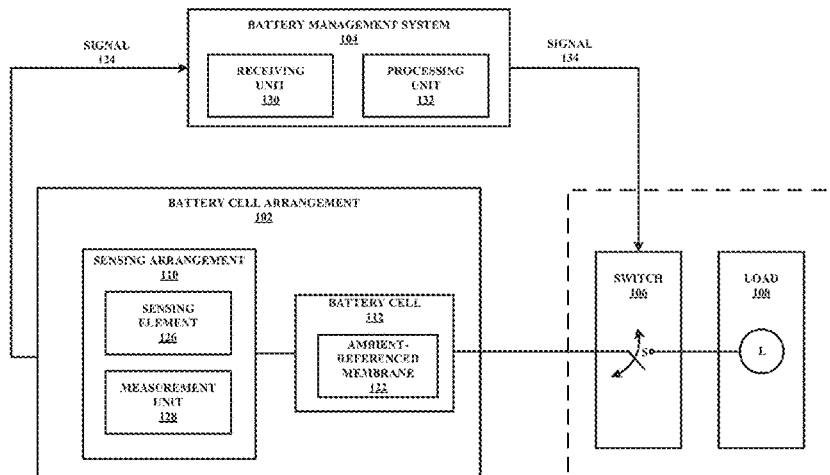 BATTERY MANAGEMENT SYSTEM
104
SIGNAL
124
RECEIVING
UNIT
130
PROCESSING
UNIT
132
SIGNAL
134
BATTERY CELL ARRANGEMENT
102
SENSING ARRANGEMENT
110
SENSING
ELEMENT
126
MEASUREMENT
UNIT
128
BATTERY CELL
112
AMBIENT-
REFERENCED
MEMBRANE
122
SWITCH
106
S
LOAD
108
L